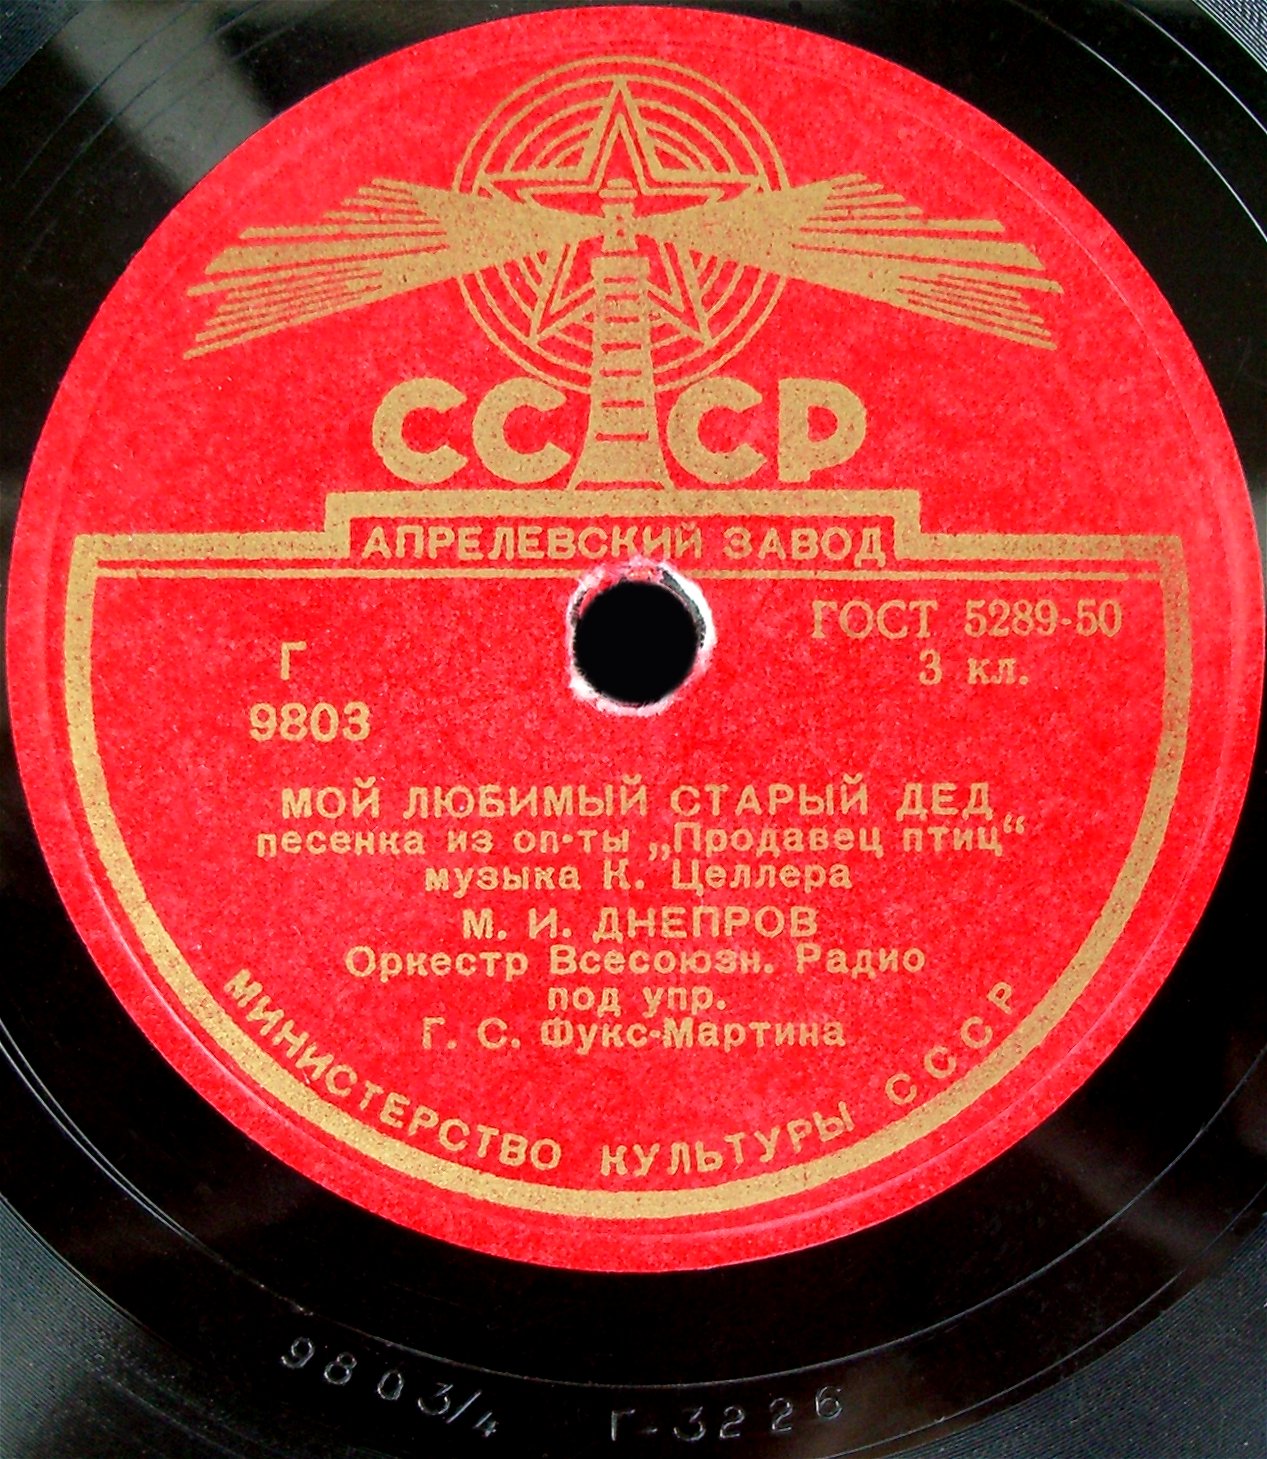 СССР
АПРЕЛЕВСКИЙ ЗАВОД
ГОСТ 5289-50
3 кл.
Г
9803
МОЙ ЛЮБИМЫЙ СТАРЫЙ ДЕД
песенка из оп-ты „Продавец птиц“
музыка К. Целлера
М. И. ДНЕПРОВ
Оркестр Всесоюзн. Радио
под упр.
Г. С. Фукс-Мартина
МИНИСТЕРСТВО КУЛЬТУРЫ СССР
9803/4 Г-3226